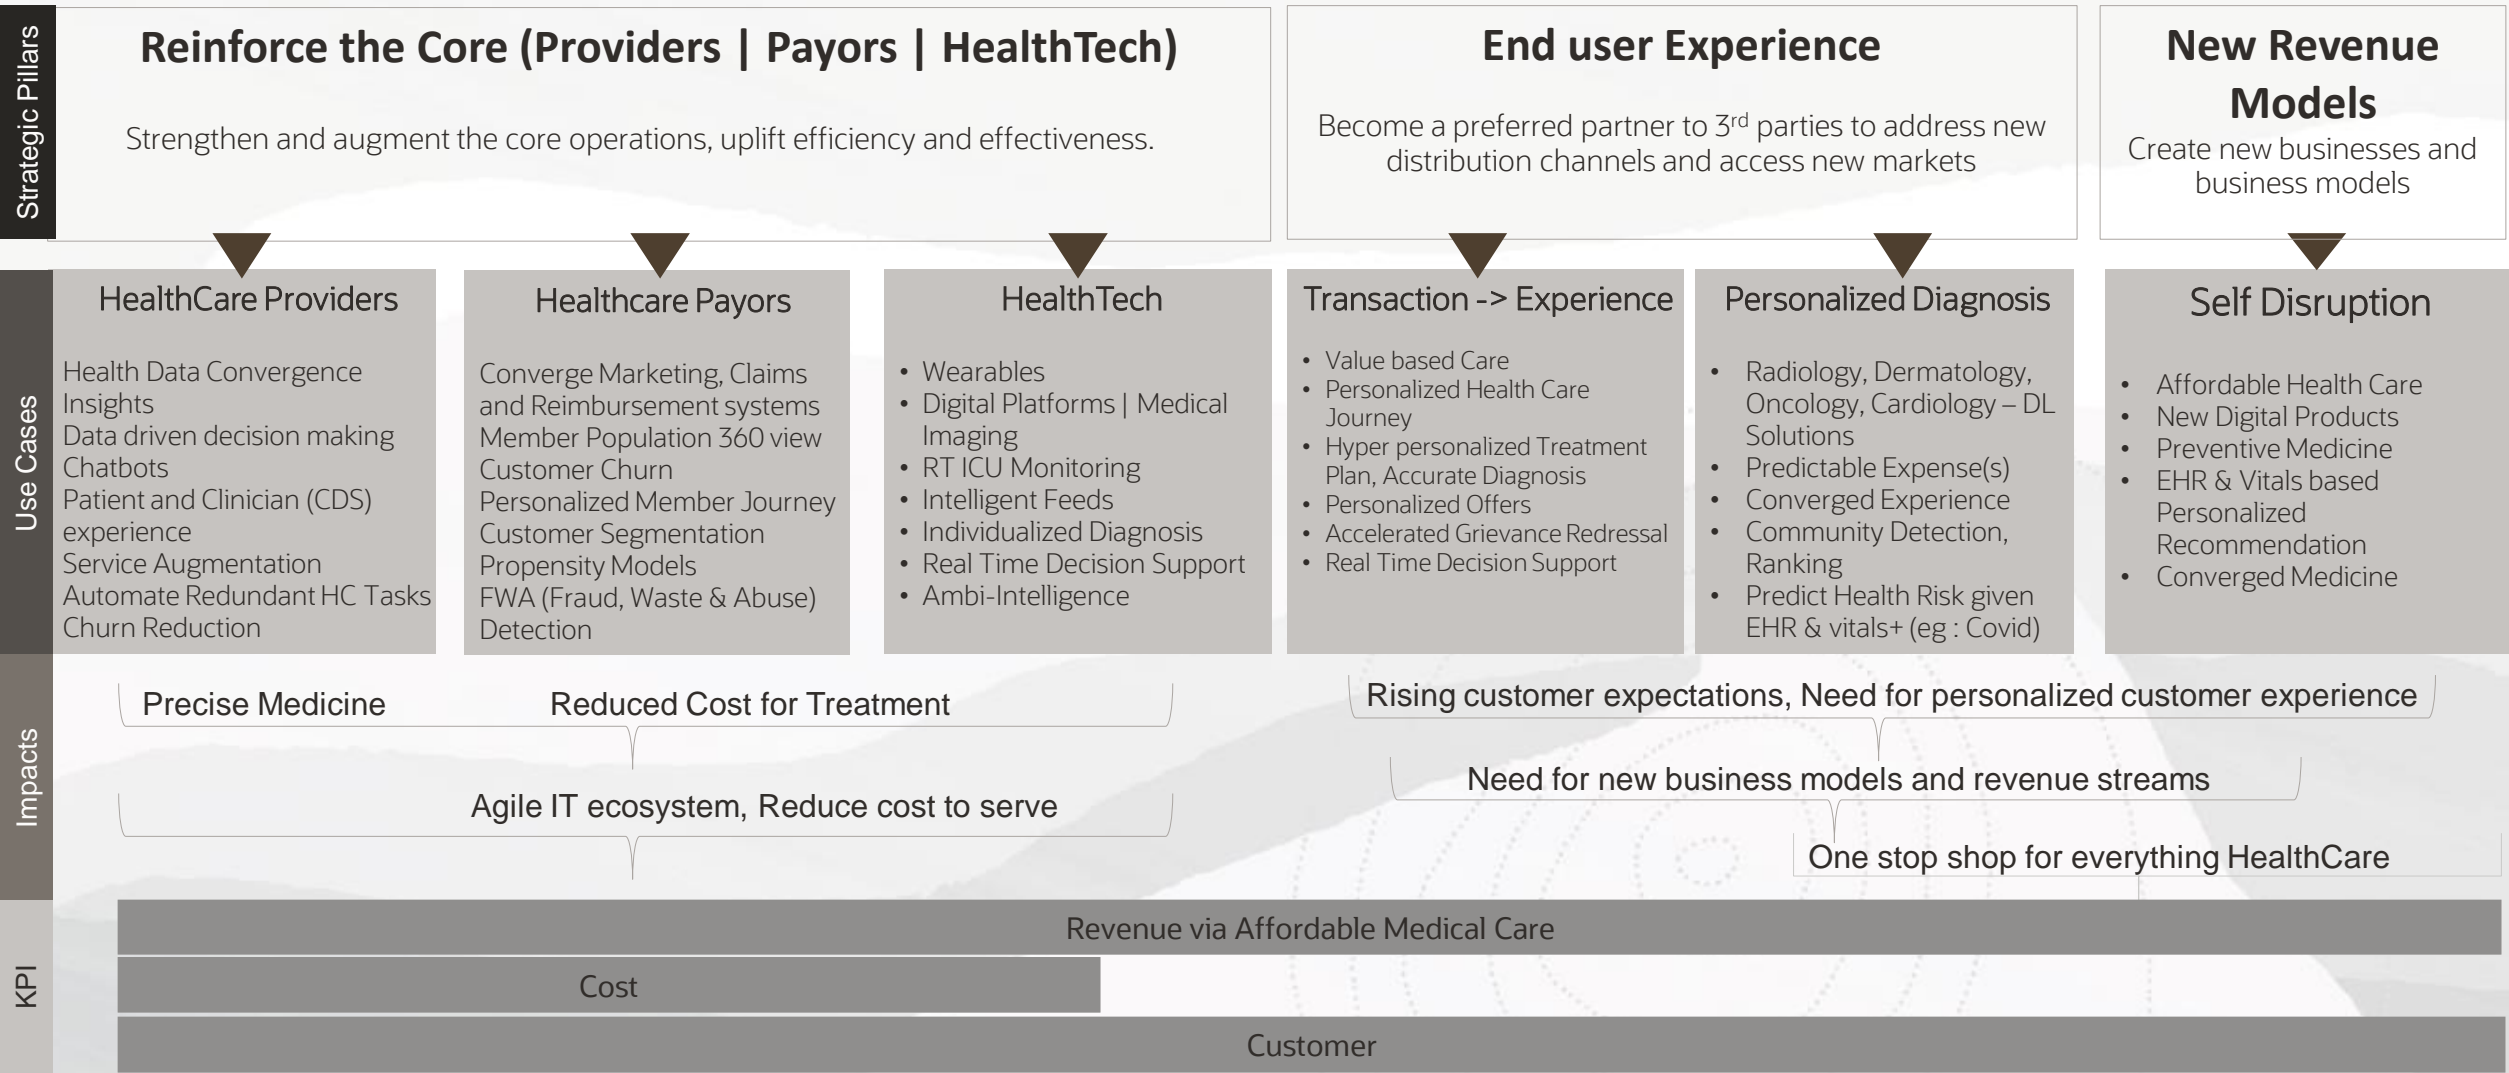 Strategic Pillars
Reinforce the Core (Providers | Payors | HealthTech)
Strengthen and augment the core operations, uplift efficiency and effectiveness.
End user Experience
Become a preferred partner to 3rd parties to address new
distribution channels and access new markets
New Revenue
Models
Create new businesses and
business models
Use Cases
HealthCare Providers
Health Data Convergence
Insights
Data driven decision making
Chatbots
Patient and Clinician (CDS)
experience
Service Augmentation
Automate Redundant HC Tasks
Churn Reduction
Healthcare Payors
Converge Marketing, Claims
and Reimbursement systems
Member Population 360 view
Customer Churn
Personalized Member Journey
Customer Segmentation
Propensity Models
FWA (Fraud, Waste & Abuse)
Detection
HealthTech
• Wearables
• Digital Platforms | Medical
Imaging
• RT ICU Monitoring
• Intelligent Feeds
• Individualized Diagnosis
• Real Time Decision Support
• Ambi-Intelligence
Transaction -> Experience
• Value based Care
• Personalized Health Care
Journey
• Hyper personalized Treatment
Plan, Accurate Diagnosis
• Personalized Offers
• Accelerated Grievance Redressal
• Real Time Decision Support
Personalized Diagnosis
• Radiology, Dermatology,
Oncology, Cardiology – DL
Solutions
• Predictable Expense(s)
• Converged Experience
• Community Detection,
Ranking
• Predict Health Risk given
EHR & vitals+ (eg : Covid)
Self Disruption
• Affordable Health Care
• New Digital Products
• Preventive Medicine
• EHR & Vitals based
Personalized
Recommendation
• Converged Medicine
Impacts
Precise Medicine
Reduced Cost for Treatment
Agile IT ecosystem, Reduce cost to serve
Rising customer expectations, Need for personalized customer experience
Need for new business models and revenue streams
One stop shop for everything HealthCare
KPI
Revenue via Affordable Medical Care
Cost
Customer